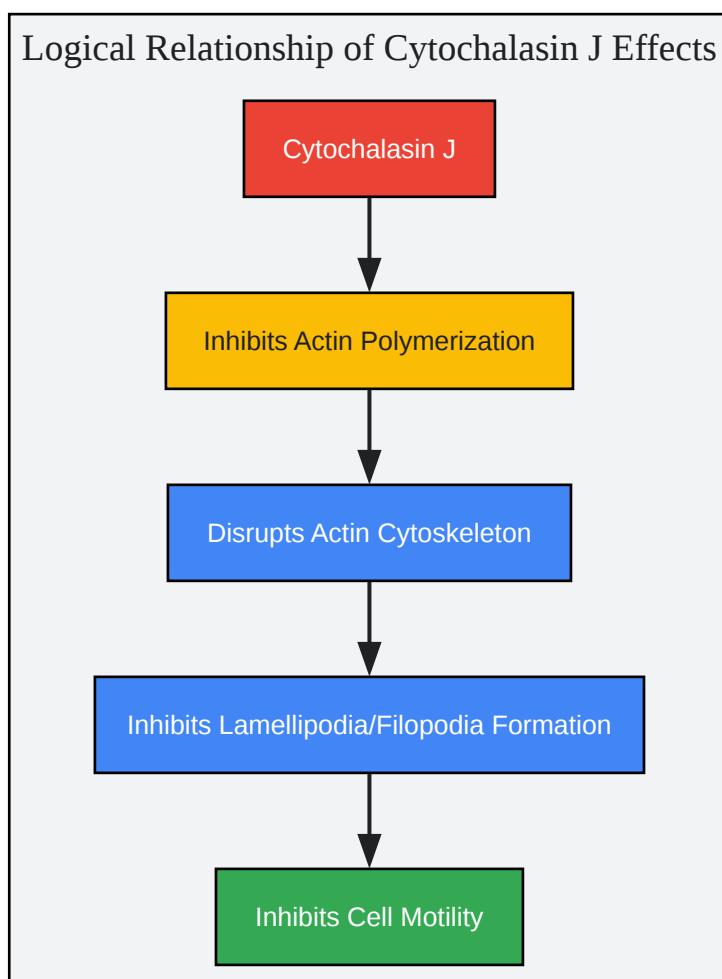 Logical Relationship of Cytochalasin J Effects
Cytochalasin J
Inhibits Actin Polymerization
Disrupts Actin Cytoskeleton
Inhibits Lamellipodia/Filopodia Formation
Inhibits Cell Motility